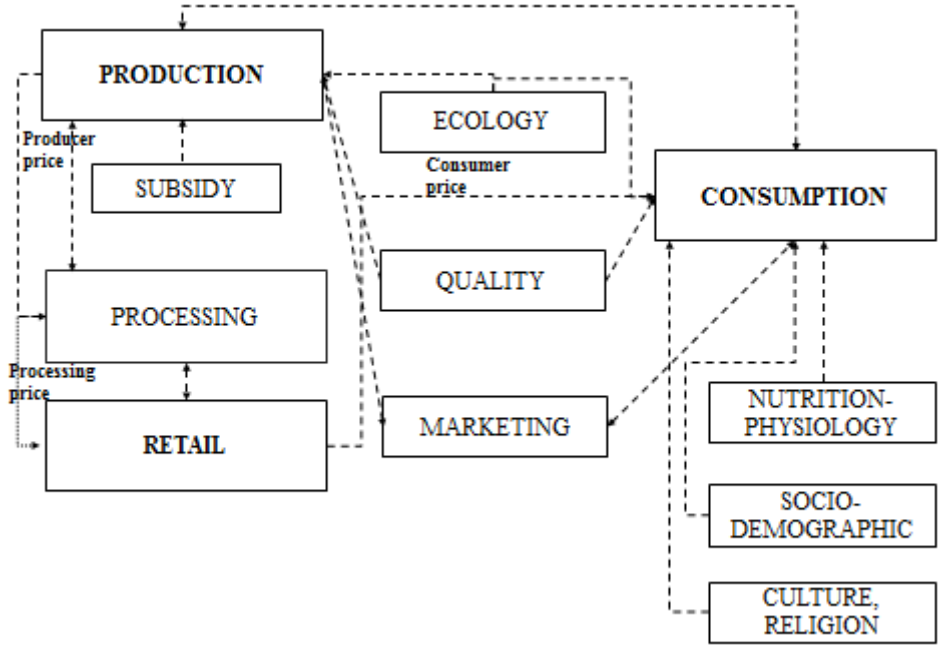 PRODUCTION
ECOLOGY
Producer
price
Consumer
price
SUBSIDY
CONSUMPTION
QUALITY
PROCESSING
Processing
price
RETAIL
MARKETING
NUTRITION-
PHYSIOLOGY
SOCIO-
DEMOGRAPHIC
CULTURE,
RELIGION